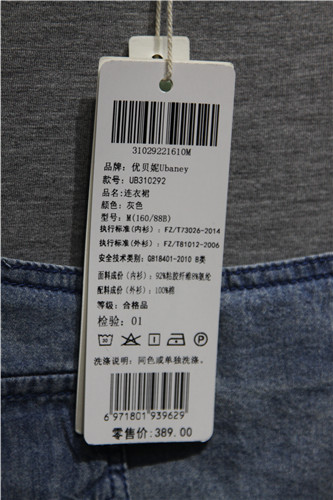 31029221610M
品牌：优贝妮Ubaney
款号：UB310292
品名：连衣裙
颜色：灰色
型号：M(160/88B)
执行标准（内衫）：FZ/T73026-2014
执行标准（外衫）：FZ/T81012-2006
安全技术类别：GB18401-2010 B类
面料成份（内衫）：92%粘胶纤维8%氨纶
配料成份（外衫）：100%棉
等级：合格品
检验：01
洗涤说明：同色或单独洗涤。
6 971801 939629
零售价：389.00